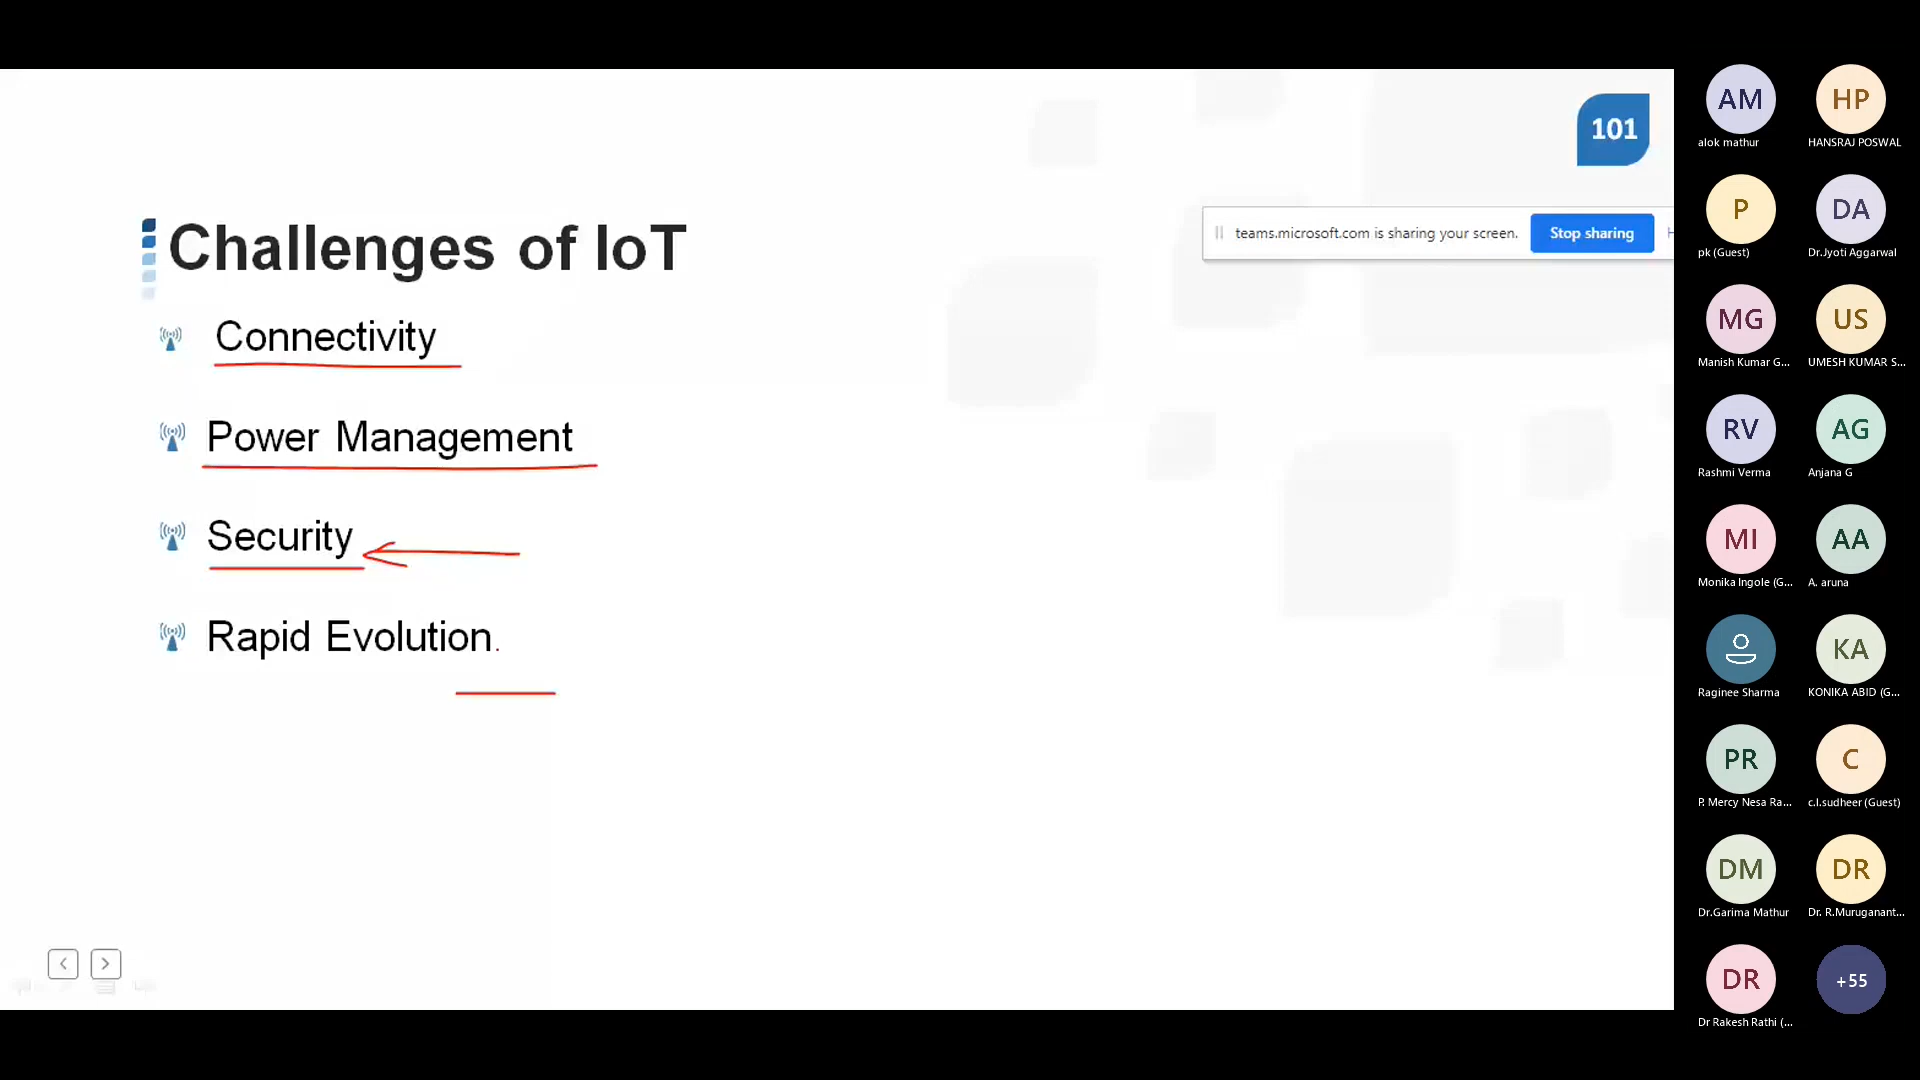 101
Challenges of IoT
teams.microsoft.com is sharing your screen.
Stop sharing
Connectivity
Power Management
Security
Rapid Evolution.
AM
HP
alok mathur
HANSRAJ POSWAL
P
DA
pk (Guest)
Dr.Jyoti Aggarwal
MG
US
Manish Kumar G...
UMESH KUMAR S...
RV
AG
Rashmi Verma
Anjana G
MI
AA
Monika Ingole (G...
A. aruna
Raginee Sharma
KA
KONIKA ABID (G...
PR
C
P. Mercy Nesa Ra...
c.l.sudheer (Guest)
DM
DR
Dr.Garima Mathur
Dr. R.Muruganant...
DR
+55
Dr Rakesh Rathi (...